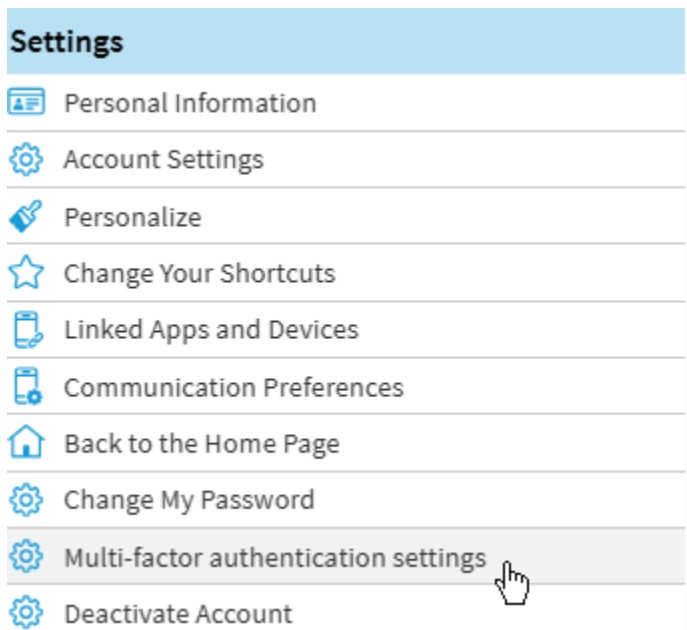 Settings
Personal Information
Account Settings
Personalize
Change Your Shortcuts
Linked Apps and Devices
Communication Preferences
Back to the Home Page
Change My Password
Multi-factor authentication settings
Deactivate Account